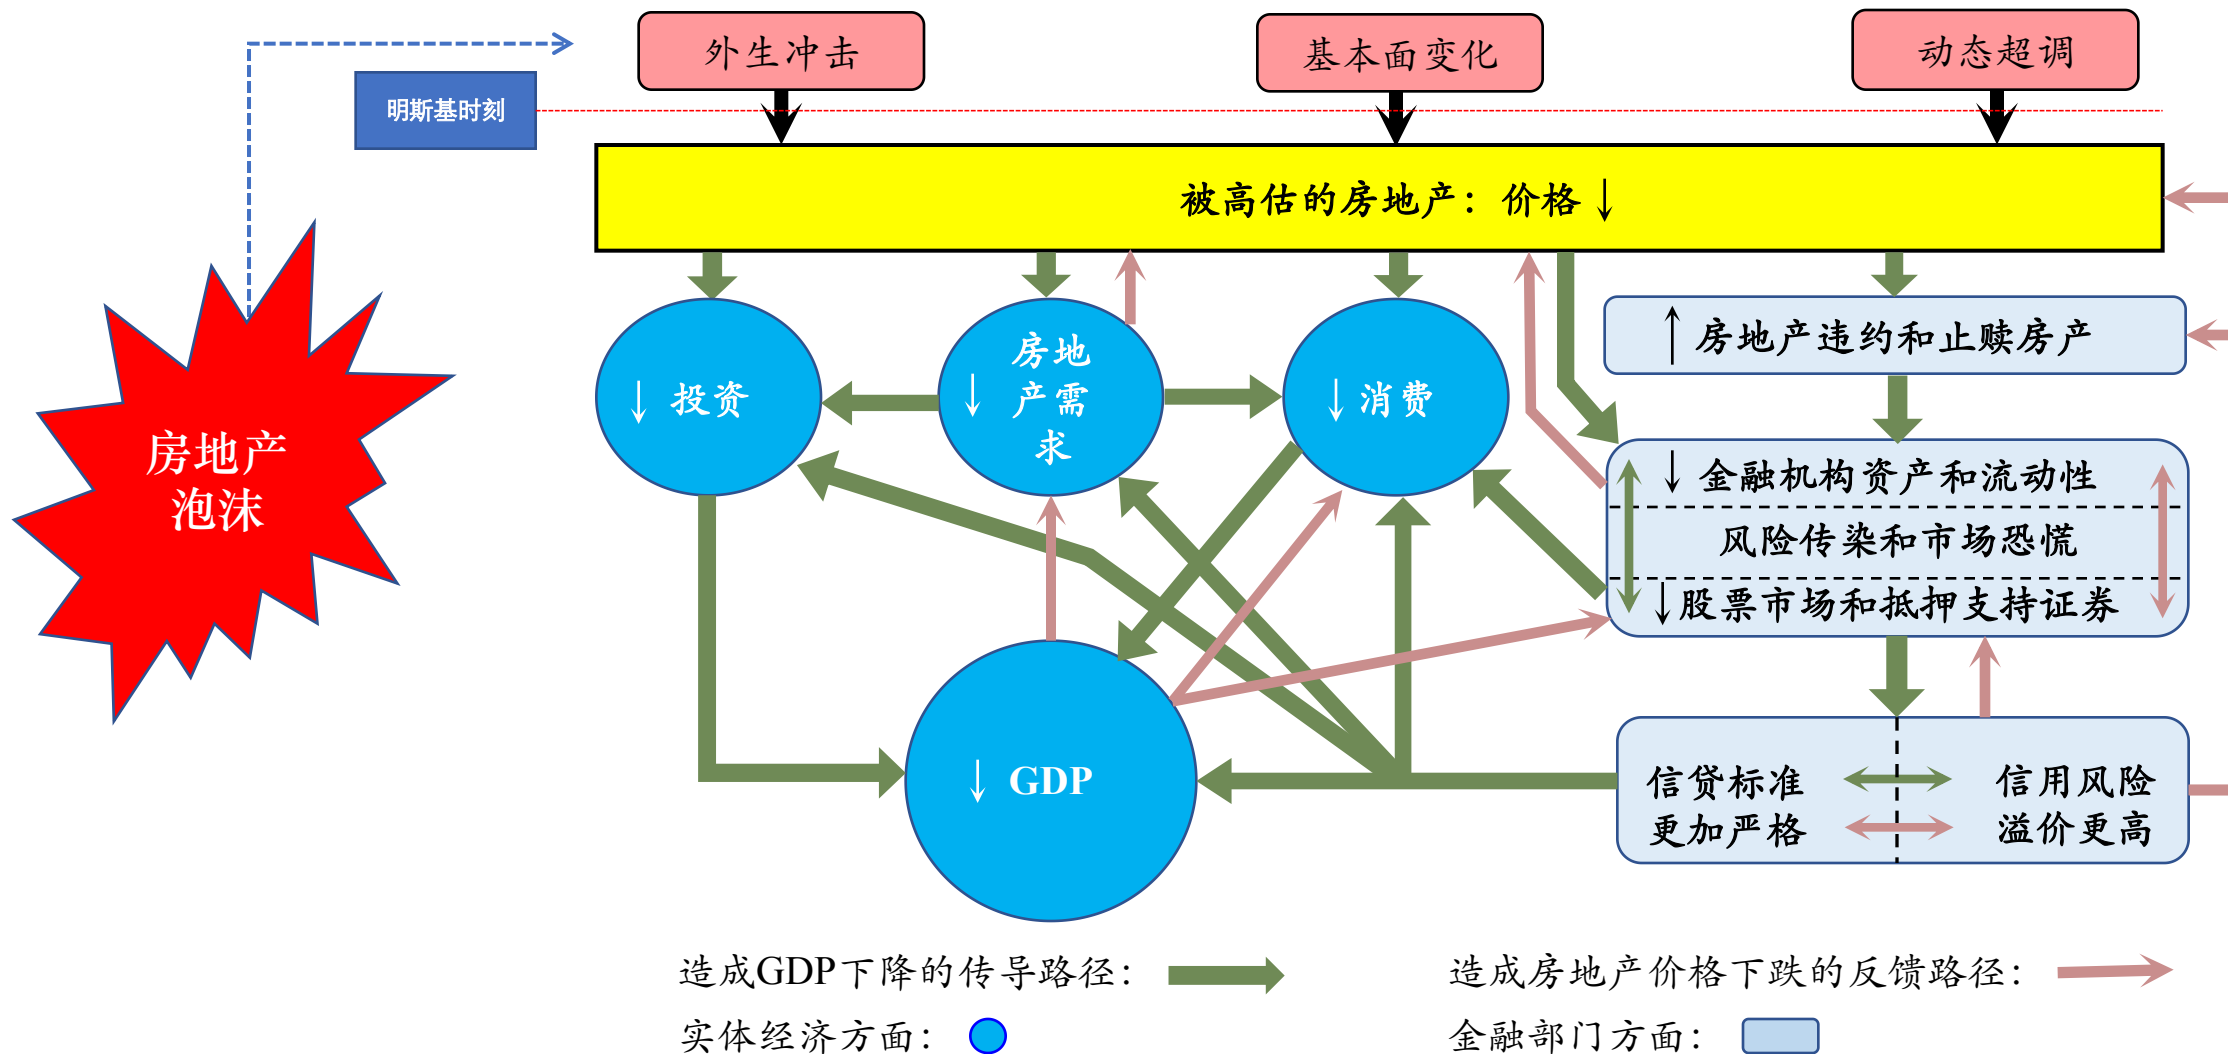 外生冲击
基本面变化
动态超调
明斯基时刻
被高估的房地产：价格↓
房地产
泡沫
↓ 投资
↓ 房地
产需
求
↓ 消费
↑ 房地产违约和止赎房产
↓ 金融机构资产和流动性
风险传染和市场恐慌
↓ 股票市场和抵押支持证券
↓ GDP
信贷标准
更加严格
信用风险
溢价更高
造成GDP下降的传导路径：
造成房地产价格下跌的反馈路径：
实体经济方面：
金融部门方面：